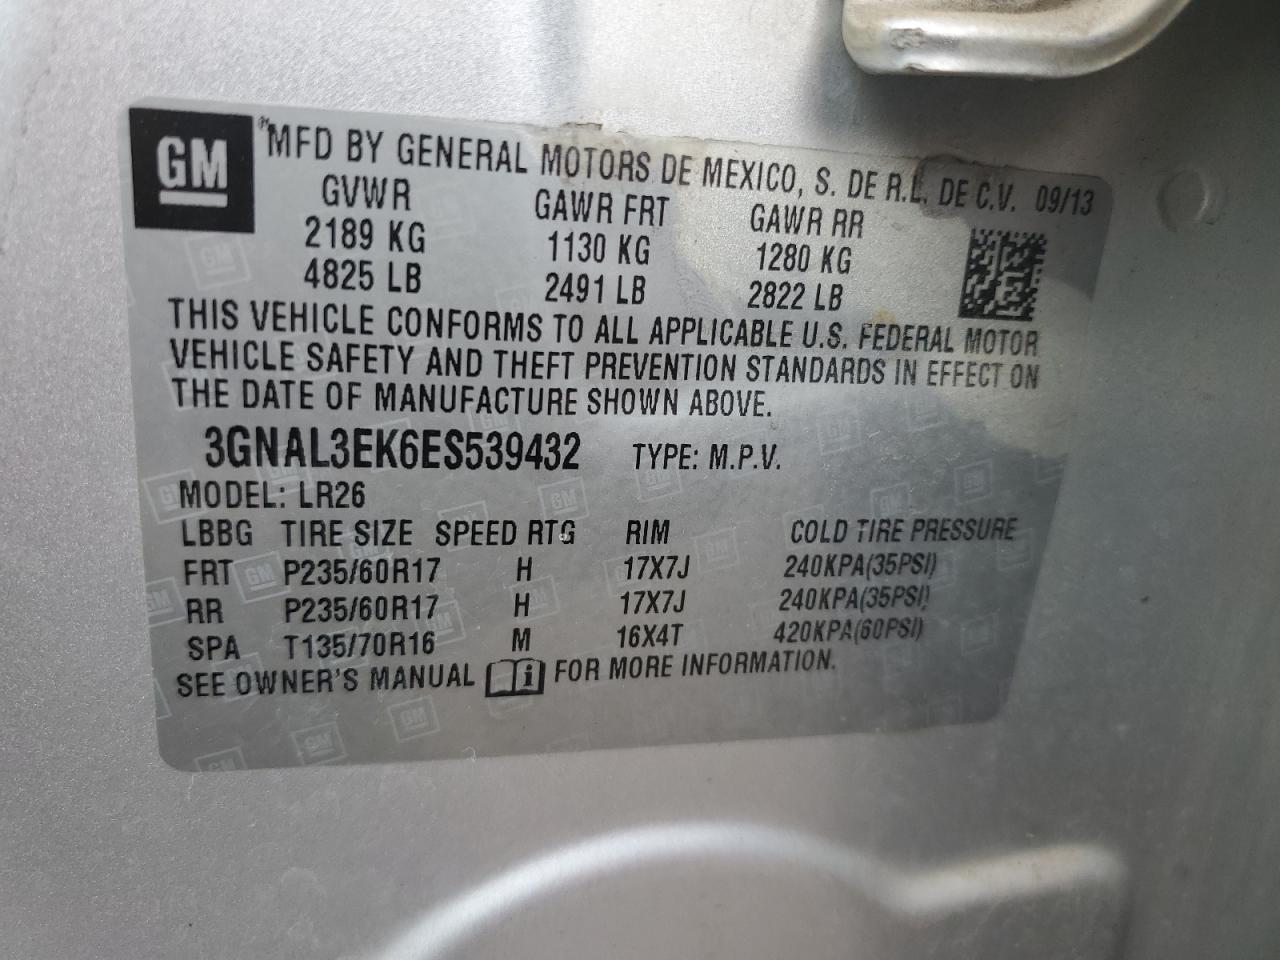 GM
MFD BY GENERAL MOTORS DE MEXICO, S. DE R.L. DE C.V. 09/13
GVWR GAWR FRT GAWR RR
2189 KG 1130 KG 1280 KG
4825 LB 2491 LB 2822 LB
THIS VEHICLE CONFORMS TO ALL APPLICABLE U.S. FEDERAL MOTOR
VEHICLE SAFETY AND THEFT PREVENTION STANDARDS IN EFFECT ON
THE DATE OF MANUFACTURE SHOWN ABOVE.
3GNAL3EK6ES539432 TYPE: M.P.V.
MODEL: LR26
LBBG TIRE SIZE SPEED RTG RIM COLD TIRE PRESSURE
FRT P235/60R17 H 17X7J 240KPA(35PSI)
RR P235/60R17 H 17X7J 240KPA(35PSI)
SPA T135/70R16 M 16X4T 420KPA(60PSI)
SEE OWNER'S MANUAL i FOR MORE INFORMATION.